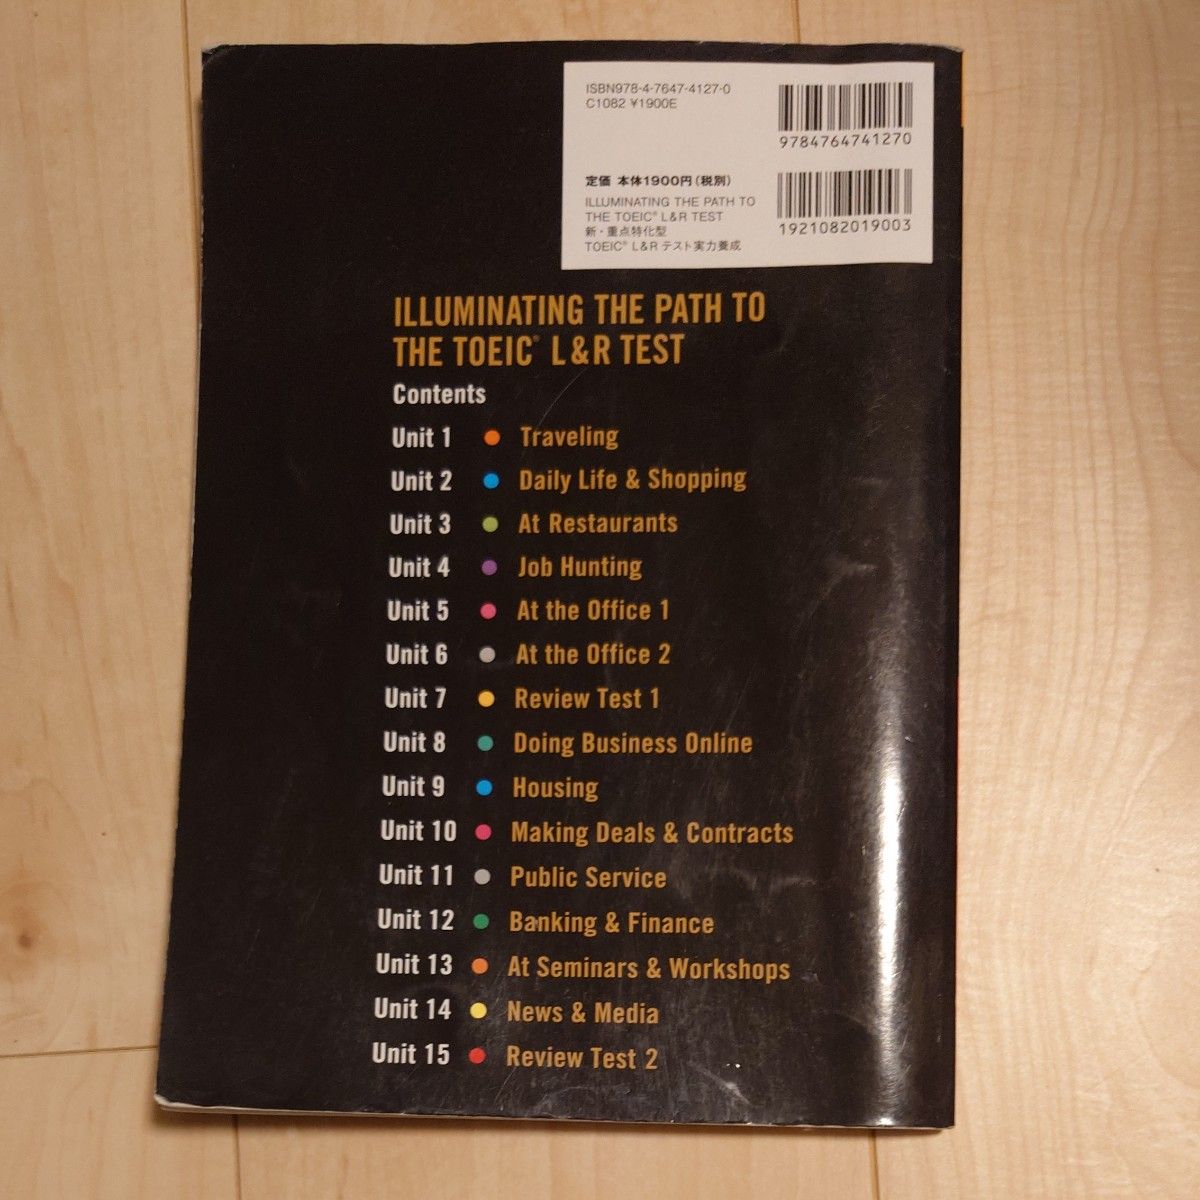 ISBN978-4-7647-4127-0
C1082 ¥1900E
9784764741270
定価 本体1900円(税別)
ILLUMINATING THE PATH TO
THE TOEIC® L&R TEST
新・重点特化型
TOEIC® L&R テスト実力養成
1921082019003
ILLUMINATING THE PATH TO
THE TOEIC® L&R TEST
Contents
Unit 1 ● Traveling
Unit 2 ● Daily Life & Shopping
Unit 3 ● At Restaurants
Unit 4 ● Job Hunting
Unit 5 ● At the Office 1
Unit 6 ● At the Office 2
Unit 7 ● Review Test 1
Unit 8 ● Doing Business Online
Unit 9 ● Housing
Unit 10 ● Making Deals & Contracts
Unit 11 ● Public Service
Unit 12 ● Banking & Finance
Unit 13 ● At Seminars & Workshops
Unit 14 ● News & Media
Unit 15 ● Review Test 2